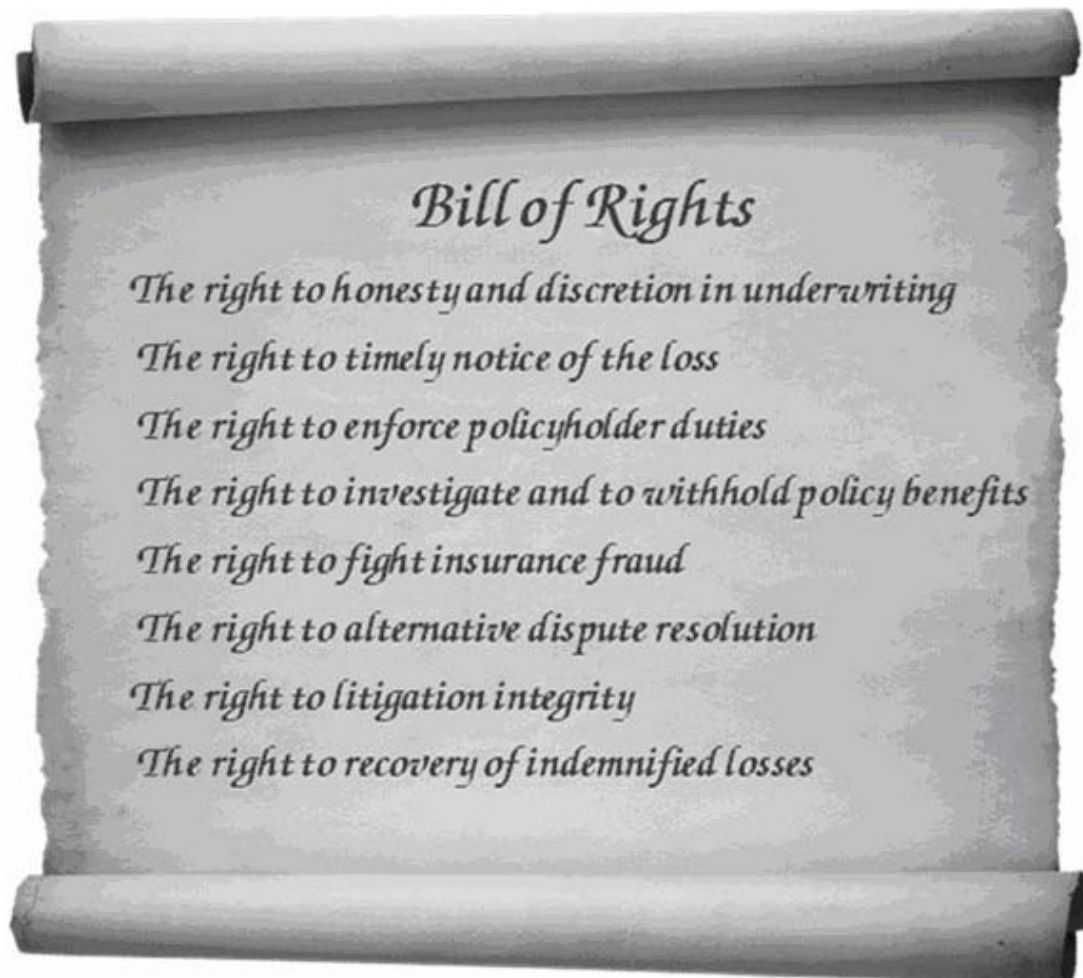 Bill of Rights
The right to honesty and discretion in underwriting
The right to timely notice of the loss
The right to enforce policyholder duties
The right to investigate and to withhold policy benefits
The right to fight insurance fraud
The right to alternative dispute resolution
The right to litigation integrity
The right to recovery of indemnified losses